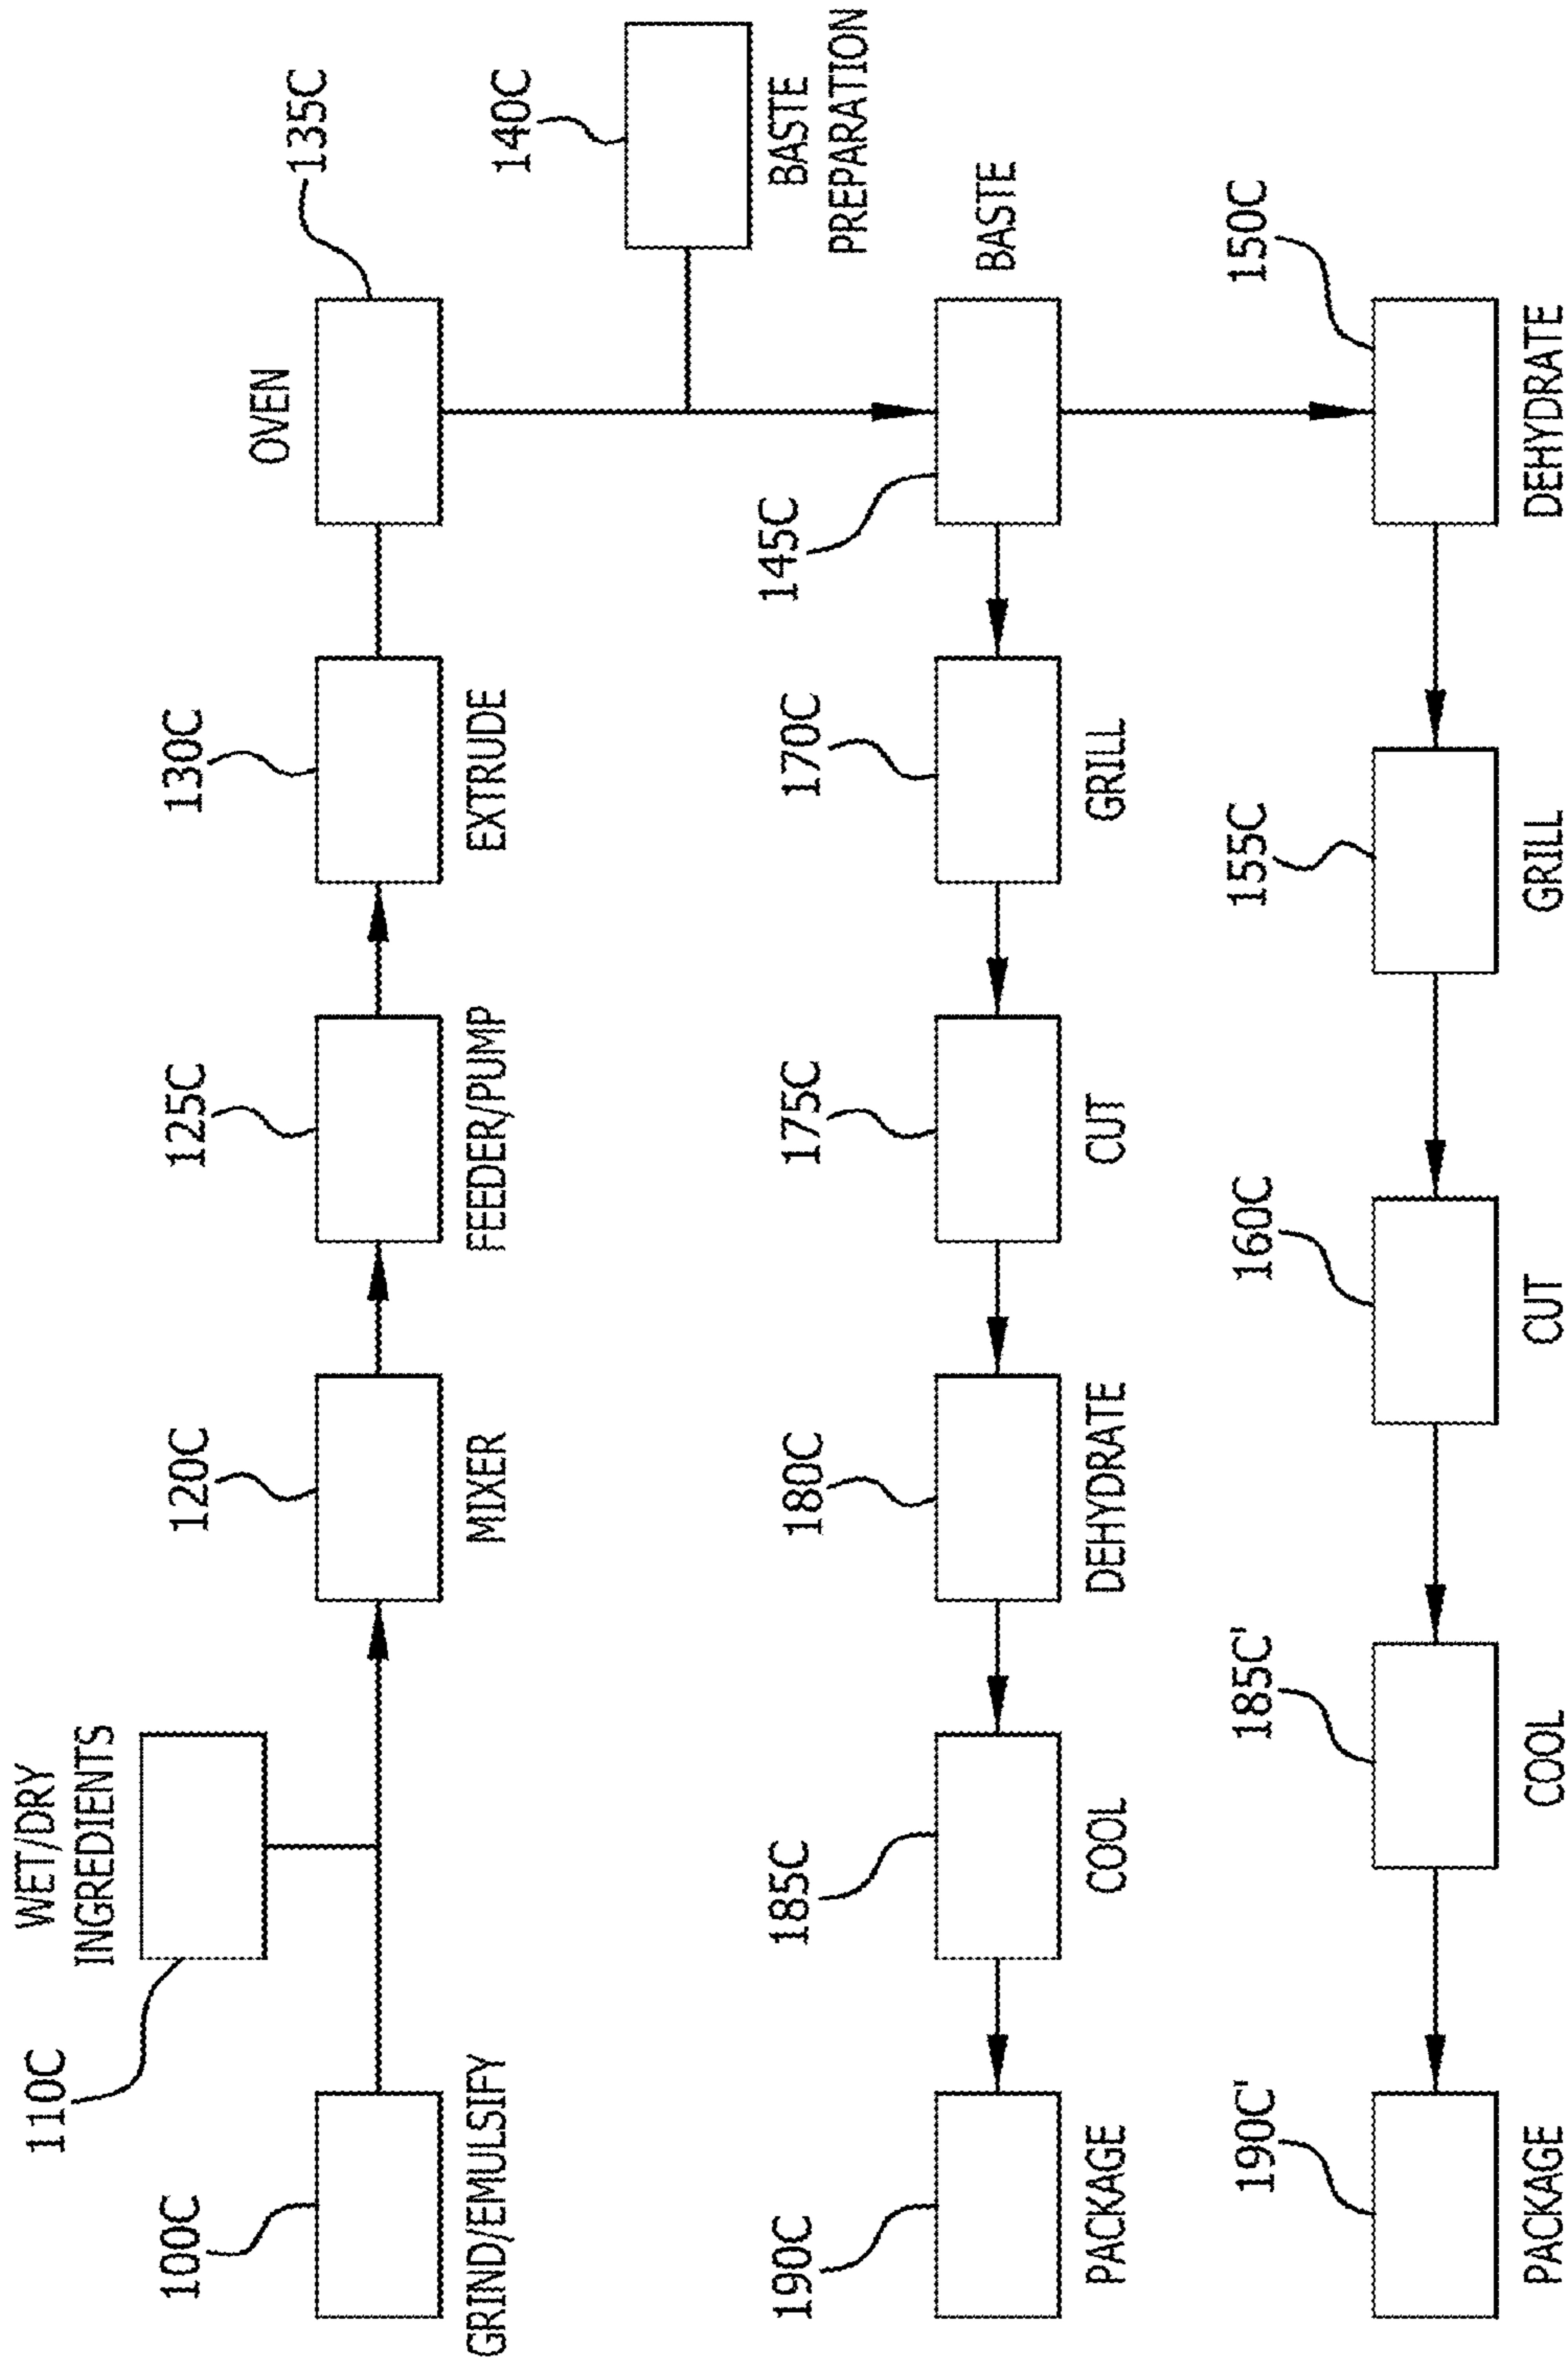 WET/DRY
INGREDIENTS
110C
100C
GRIND/EMULSIFY
120C
MIXER
125C
FEEDER/PUMP
130C
EXTRUDE
OVEN
135C
140C
BASTE
PREPARATION
BASTE
145C
170C
GRILL
175C
CUT
180C
DEHYDRATE
185C
COOL
190C
PACKAGE
150C
DEHYDRATE
155C
GRILL
160C
CUT
185C'
COOL
190C'
PACKAGE